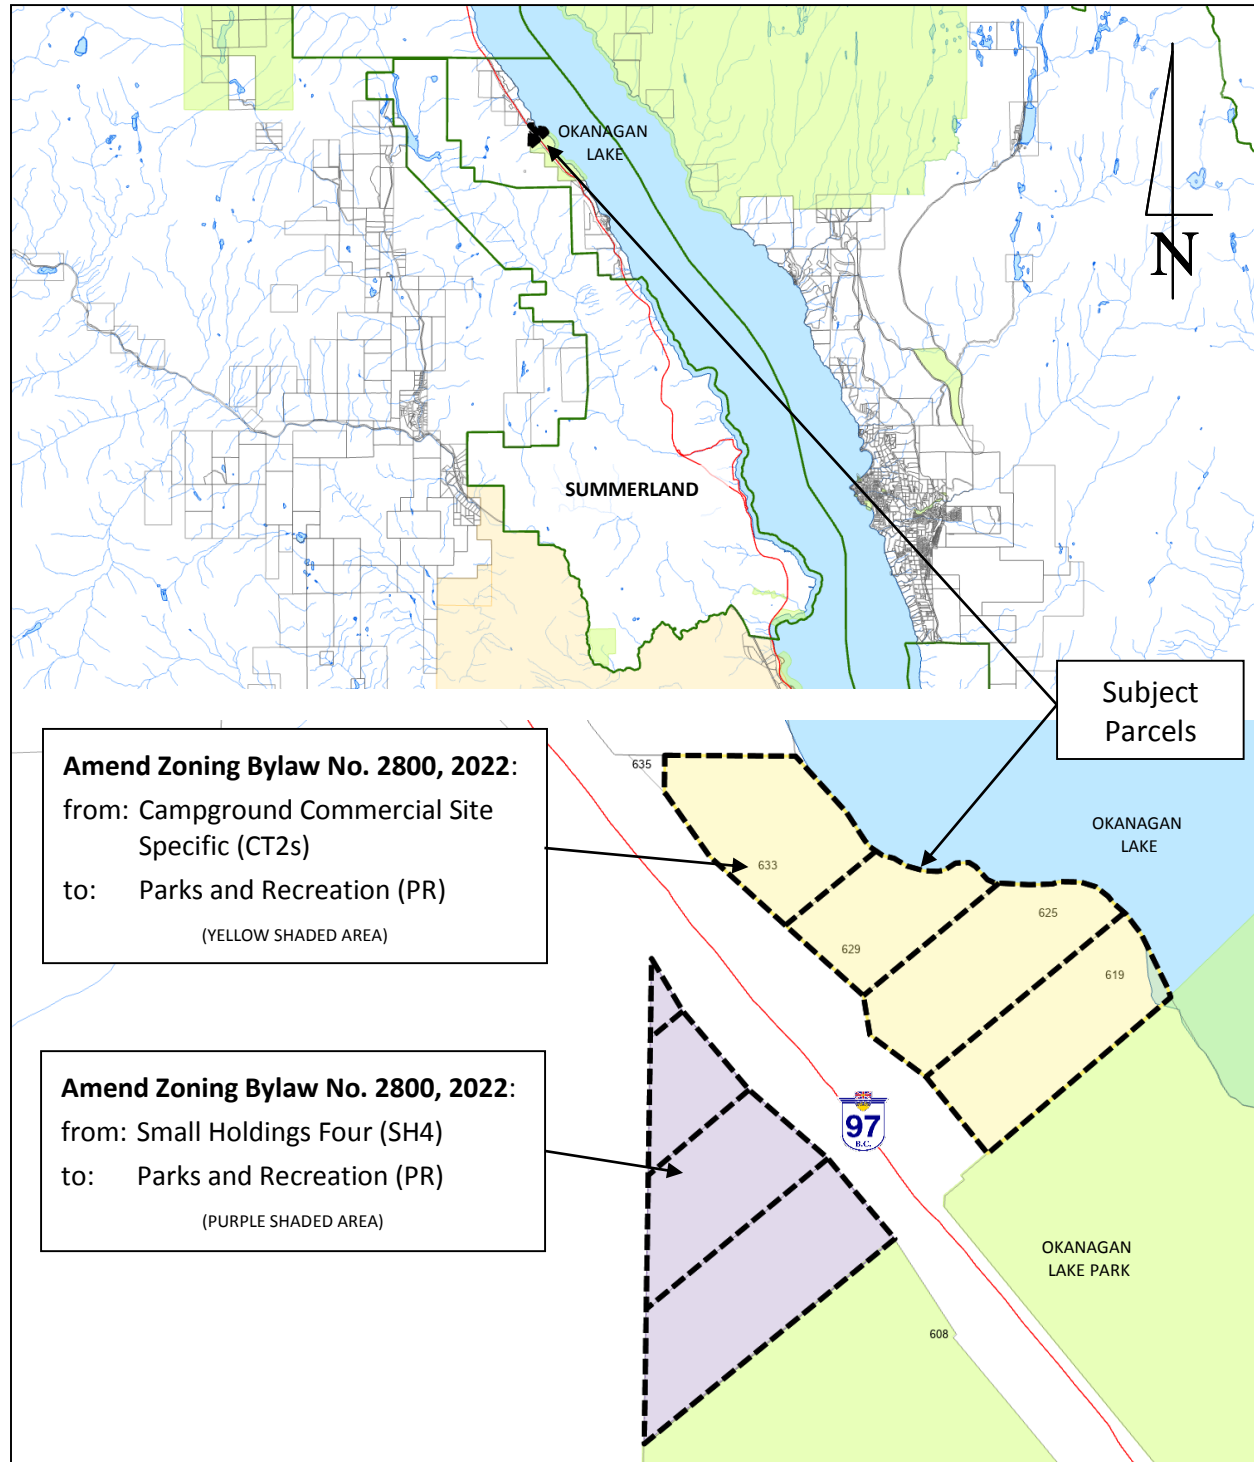 OKANAGAN
LAKE
N
SUMMERLAND
Subject
Parcels
Amend Zoning Bylaw No. 2800, 2022:
from: Campground Commercial Site
Specific (CT2s)
to: Parks and Recreation (PR)
(YELLOW SHADED AREA)
635
633
629
625
619
OKANAGAN
LAKE
Amend Zoning Bylaw No. 2800, 2022:
from: Small Holdings Four (SH4)
to: Parks and Recreation (PR)
(PURPLE SHADED AREA)
97
B.C.
OKANAGAN
LAKE PARK
608